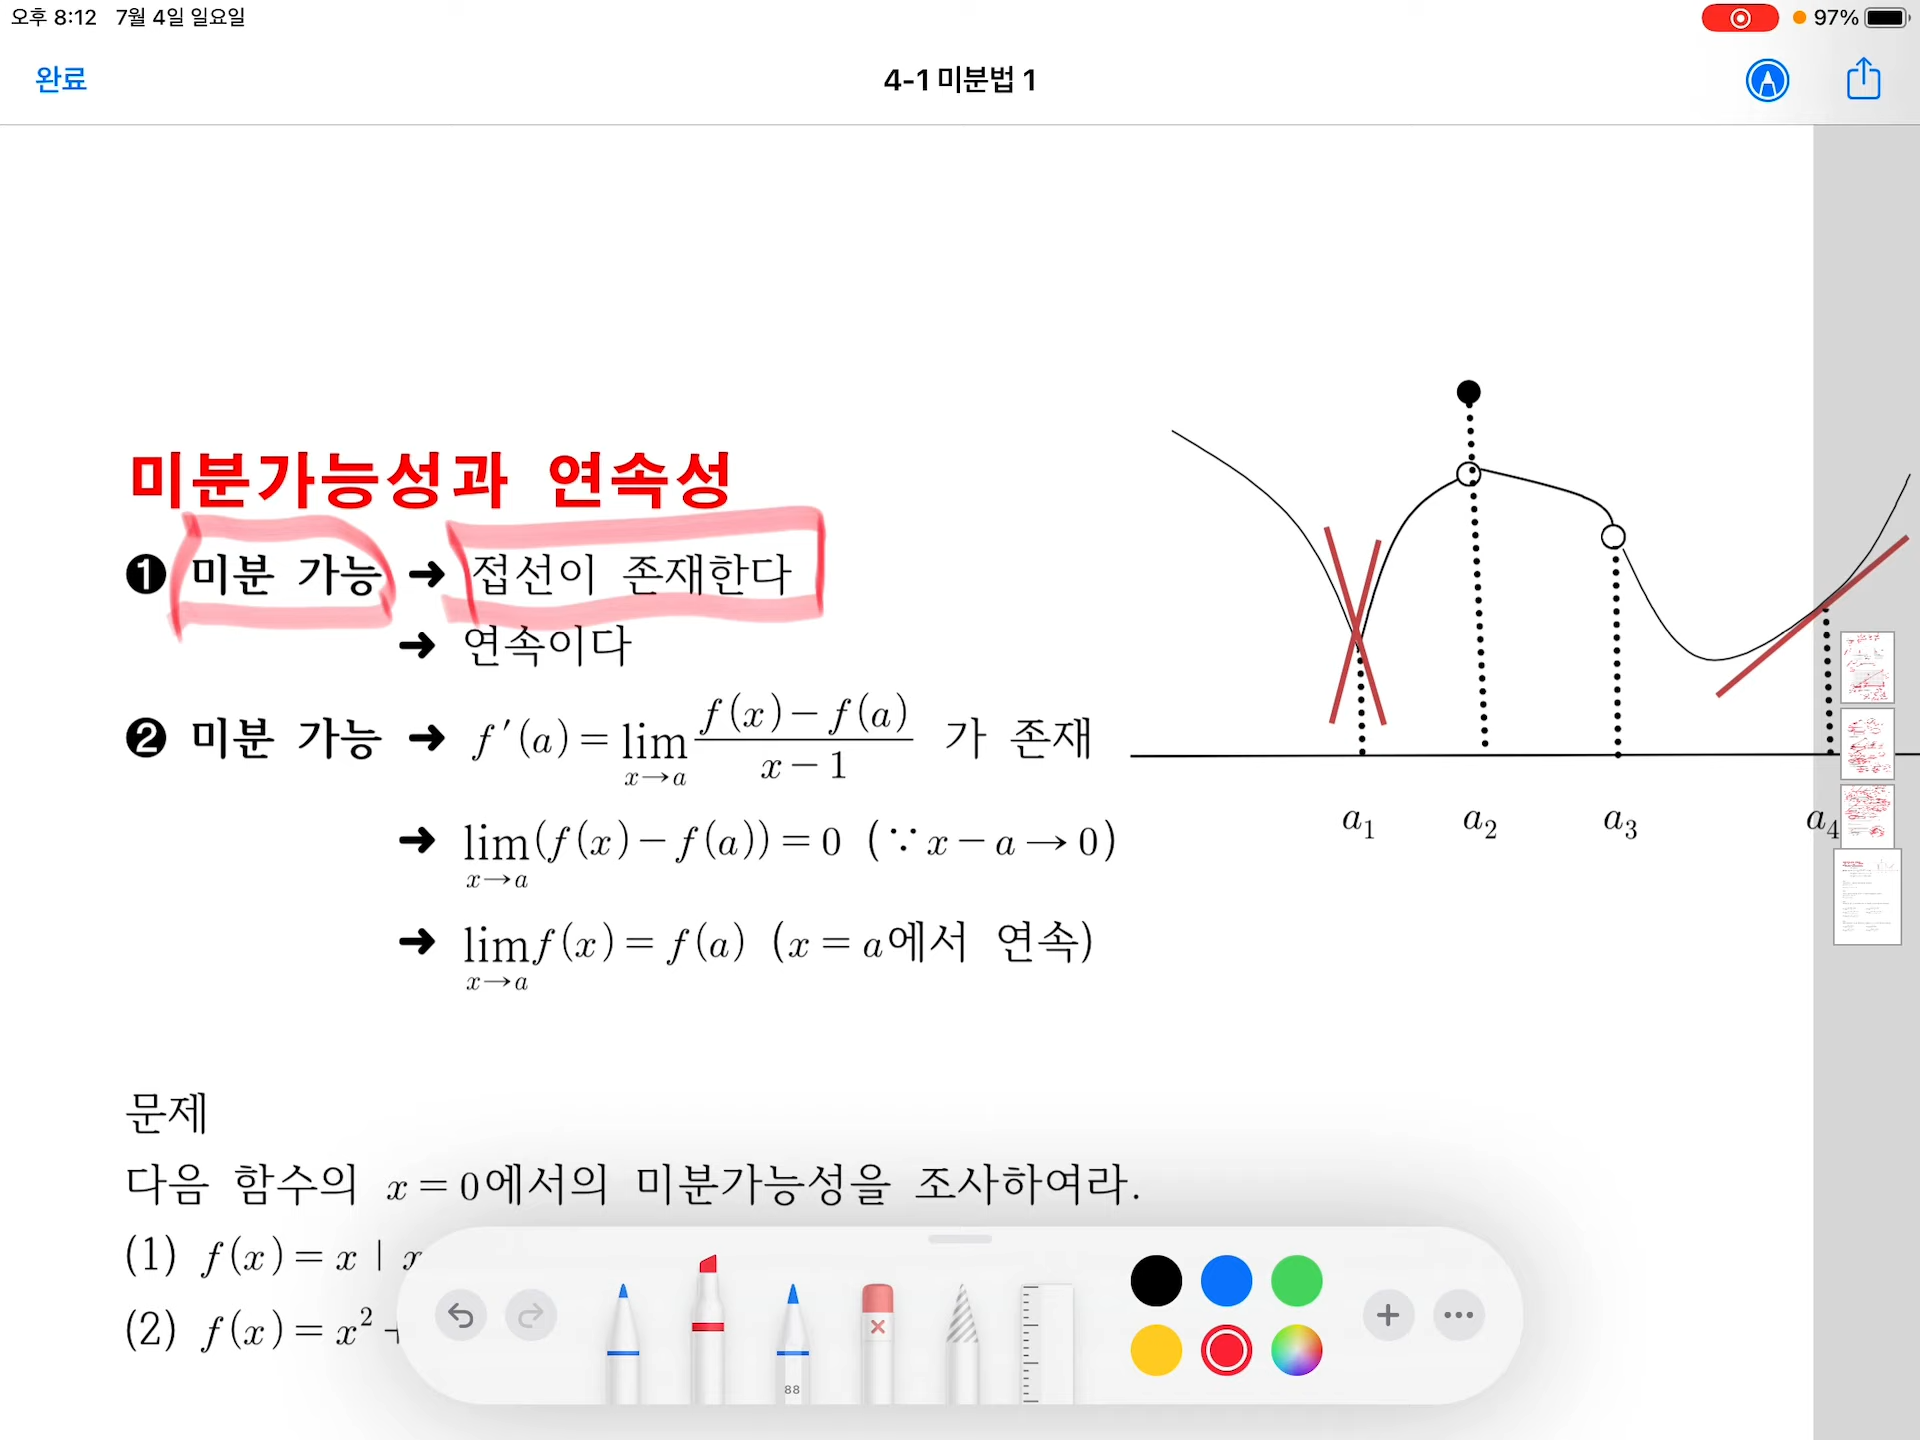 오후 8:12 7월 4일 일요일 97%
완료 4-1 미분법 1
미분가능성과 연속성
❶ 미분 가능 ➜ 접선이 존재한다
➜ 연속이다
❷ 미분 가능 ➜ f′(a) = lim_{x→a} (f(x) − f(a))/(x − 1) 가 존재
➜ lim_{x→a} (f(x) − f(a)) = 0 (∵ x − a → 0)
➜ lim_{x→a} f(x) = f(a) (x = a에서 연속)
a₁ a₂ a₃ a₄
문제
다음 함수의 x = 0에서의 미분가능성을 조사하여라.
(1) f(x) = x | x
(2) f(x) = x²
88